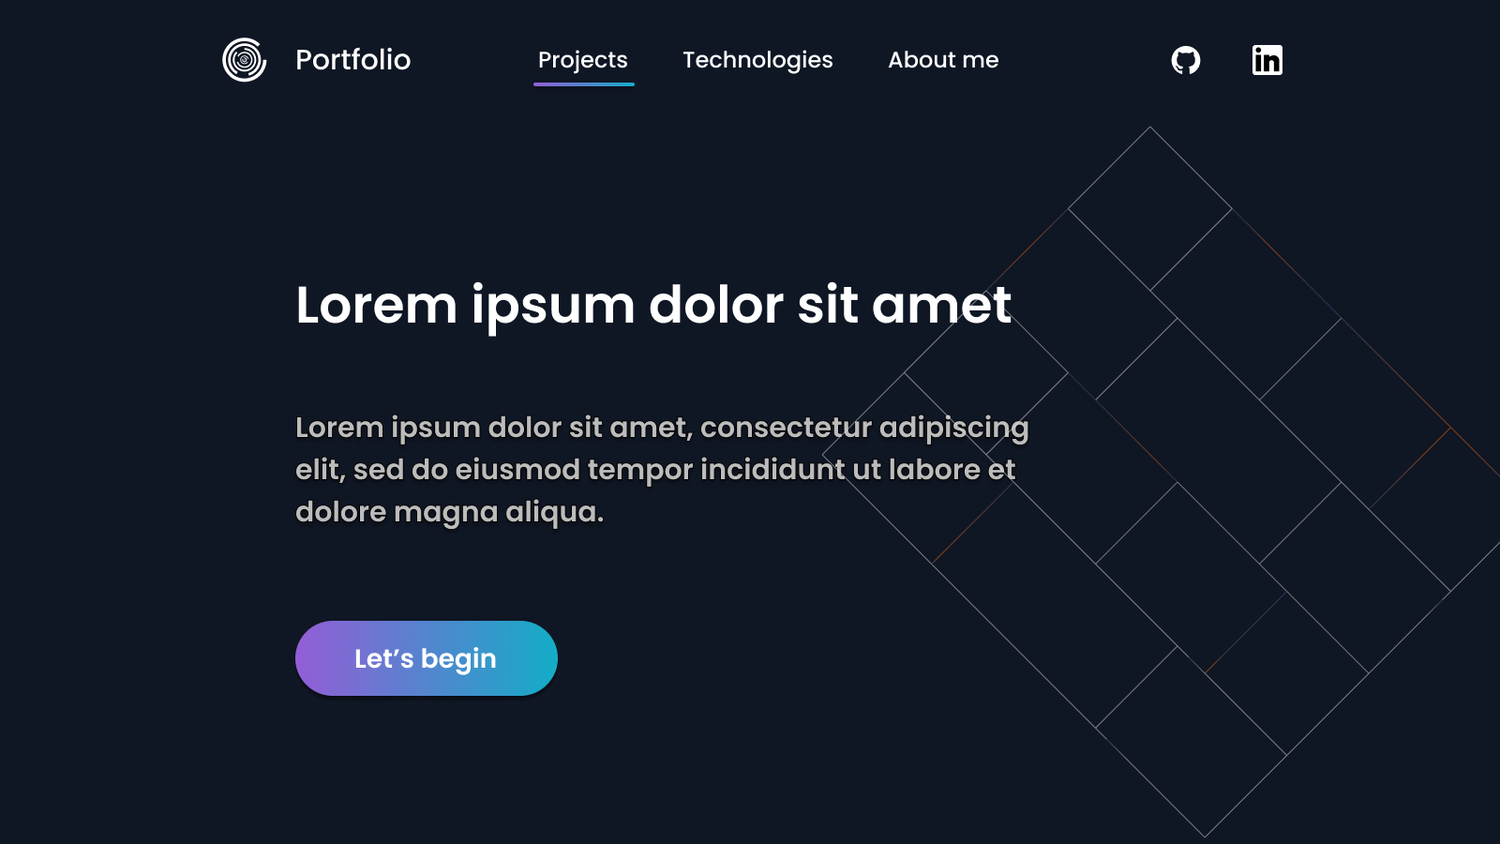 Portfolio
Projects
Technologies
About me
in
Lorem ipsum dolor sit amet
Lorem ipsum dolor sit amet, consectetur adipiscing
elit, sed do eiusmod tempor incididunt ut labore et
dolore magna aliqua.
Let’s begin